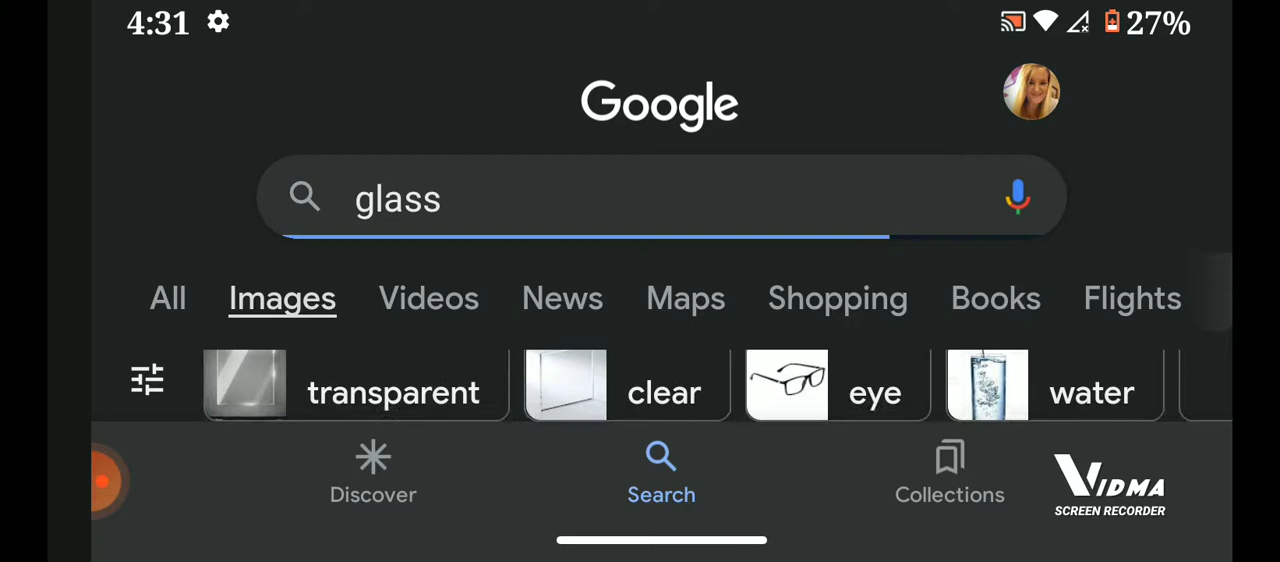 4:31 27%
Google
glass
All Images Videos News Maps Shopping Books Flights
transparent clear eye water
Discover Search Collections
VIDMA
SCREEN RECORDER